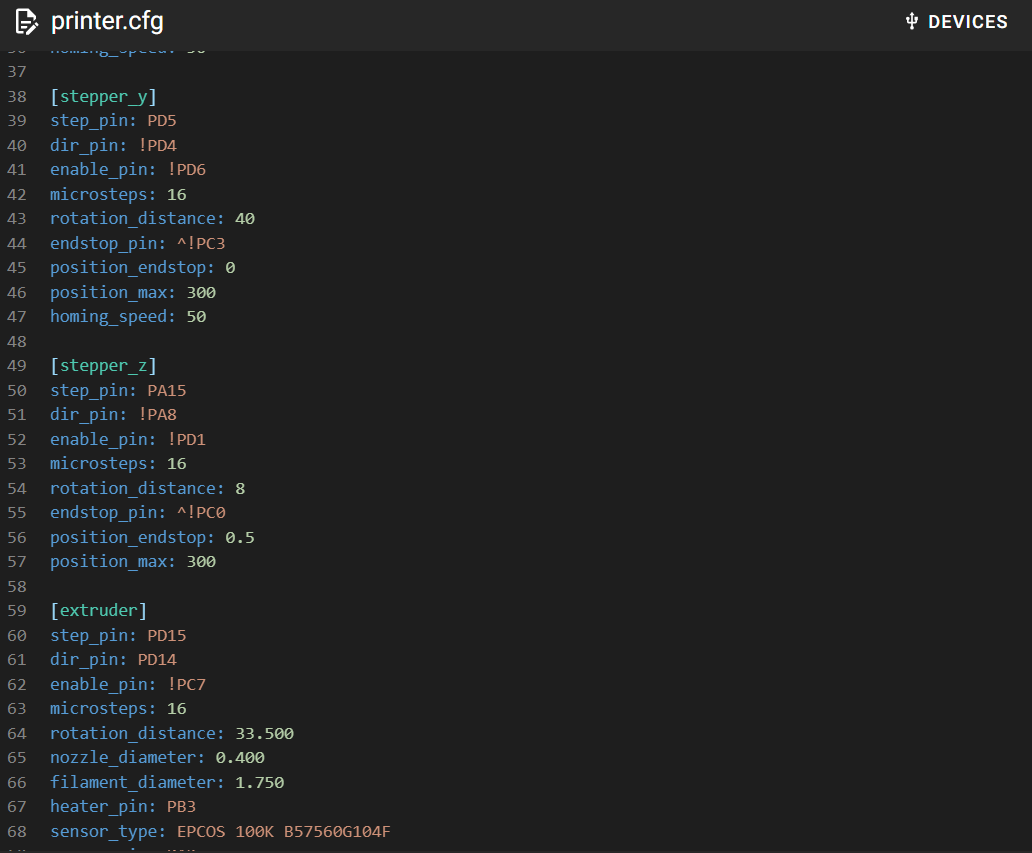 printer.cfg
DEVICES
37
38 [stepper_y]
39 step_pin: PD5
40 dir_pin: !PD4
41 enable_pin: !PD6
42 microsteps: 16
43 rotation_distance: 40
44 endstop_pin: ^!PC3
45 position_endstop: 0
46 position_max: 300
47 homing_speed: 50
48
49 [stepper_z]
50 step_pin: PA15
51 dir_pin: !PA8
52 enable_pin: !PD1
53 microsteps: 16
54 rotation_distance: 8
55 endstop_pin: ^!PC0
56 position_endstop: 0.5
57 position_max: 300
58
59 [extruder]
60 step_pin: PD15
61 dir_pin: PD14
62 enable_pin: !PC7
63 microsteps: 16
64 rotation_distance: 33.500
65 nozzle_diameter: 0.400
66 filament_diameter: 1.750
67 heater_pin: PB3
68 sensor_type: EPCOS 100K B57560G104F